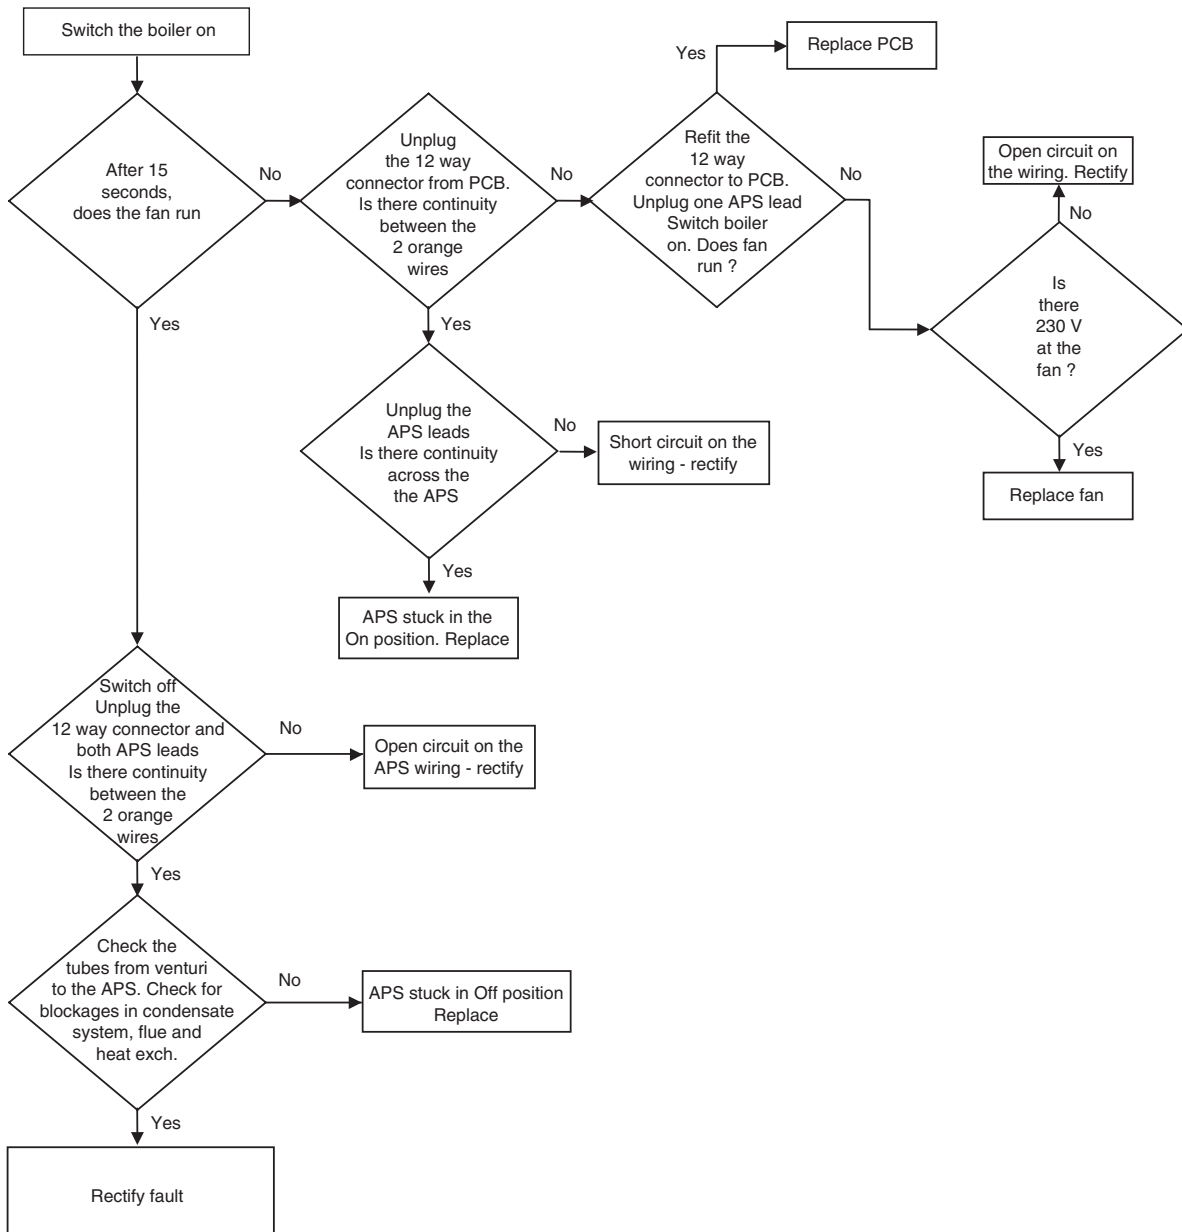 Switch the boiler on
After 15
seconds,
does the fan run
No
Yes
Unplug
the 12 way
connector from PCB.
Is there continuity
between the
2 orange
wires
No
Yes
Refit the
12 way
connector to PCB.
Unplug one APS lead
Switch boiler
on. Does fan
run ?
Yes
Replace PCB
No
Is
there
230 V
at the
fan ?
No
Open circuit on
the wiring. Rectify
Yes
Replace fan
Unplug the
APS leads
Is there continuity
across the
the APS
No
Short circuit on the
wiring - rectify
Yes
APS stuck in the
On position. Replace
Switch off
Unplug the
12 way connector and
both APS leads
Is there continuity
between the
2 orange
wires
No
Open circuit on the
APS wiring - rectify
Yes
Check the
tubes from venturi
to the APS. Check for
blockages in condensate
system, flue and
heat exch.
No
APS stuck in Off position
Replace
Yes
Rectify fault